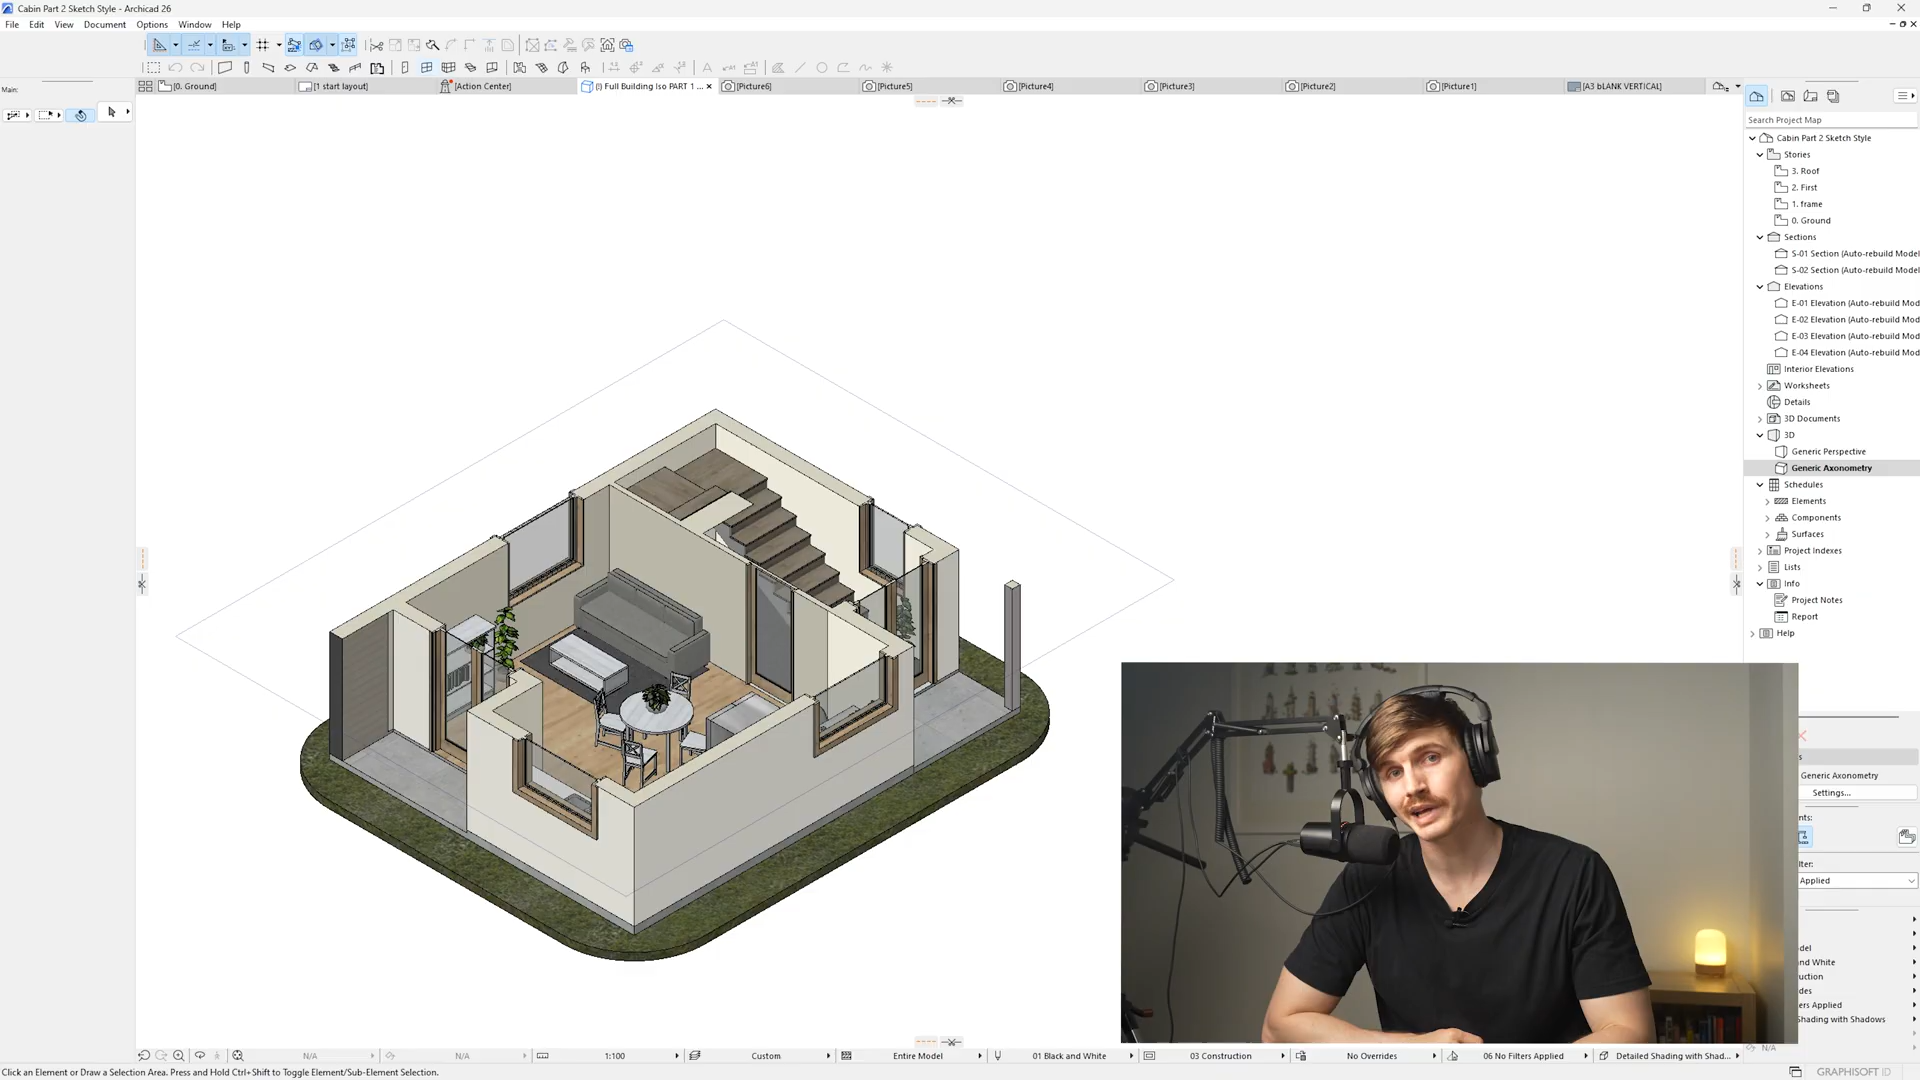 Cabin Part 2 Sketch Style - Archicad 26
File Edit View Document Options Window Help
Main:
[0. Ground]
[1 start layout]
[Action Center]
(!) Full Building Iso PART 1 ...
[Picture6]
[Picture5]
[Picture4]
[Picture3]
[Picture2]
[Picture1]
[A3 bLANK VERTICAL]
Search Project Map
Cabin Part 2 Sketch Style
Stories
3. Roof
2. First
1. frame
0. Ground
Sections
S-01 Section (Auto-rebuild Model
S-02 Section (Auto-rebuild Model
Elevations
E-01 Elevation (Auto-rebuild Mod
E-02 Elevation (Auto-rebuild Mod
E-03 Elevation (Auto-rebuild Mod
E-04 Elevation (Auto-rebuild Mod
Interior Elevations
Worksheets
Details
3D Documents
3D
Generic Perspective
Generic Axonometry
Schedules
Elements
Components
Surfaces
Project Indexes
Lists
Info
Project Notes
Report
Help
s
Generic Axonometry
Settings...
nts:
lter:
Applied
del
and White
uction
des
ers Applied
Shading with Shadows
N/A
N/A
N/A
1:100
Custom
Entire Model
01 Black and White
03 Construction
No Overrides
06 No Filters Applied
Detailed Shading with Shad...
Click an Element or Draw a Selection Area. Press and Hold Ctrl+Shift to Toggle Element/Sub-Element Selection.
GRAPHISOFT ID